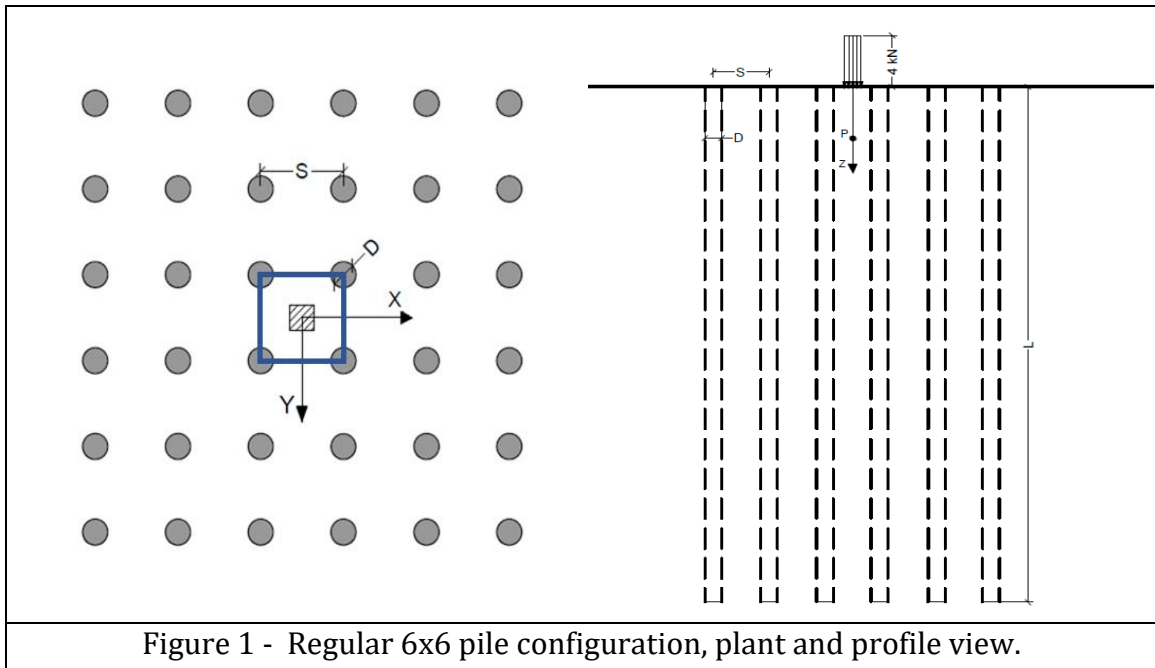 S
D
X
Y
S
4 kN
D
P
Z
L
Figure 1 - Regular 6x6 pile configuration, plant and profile view.